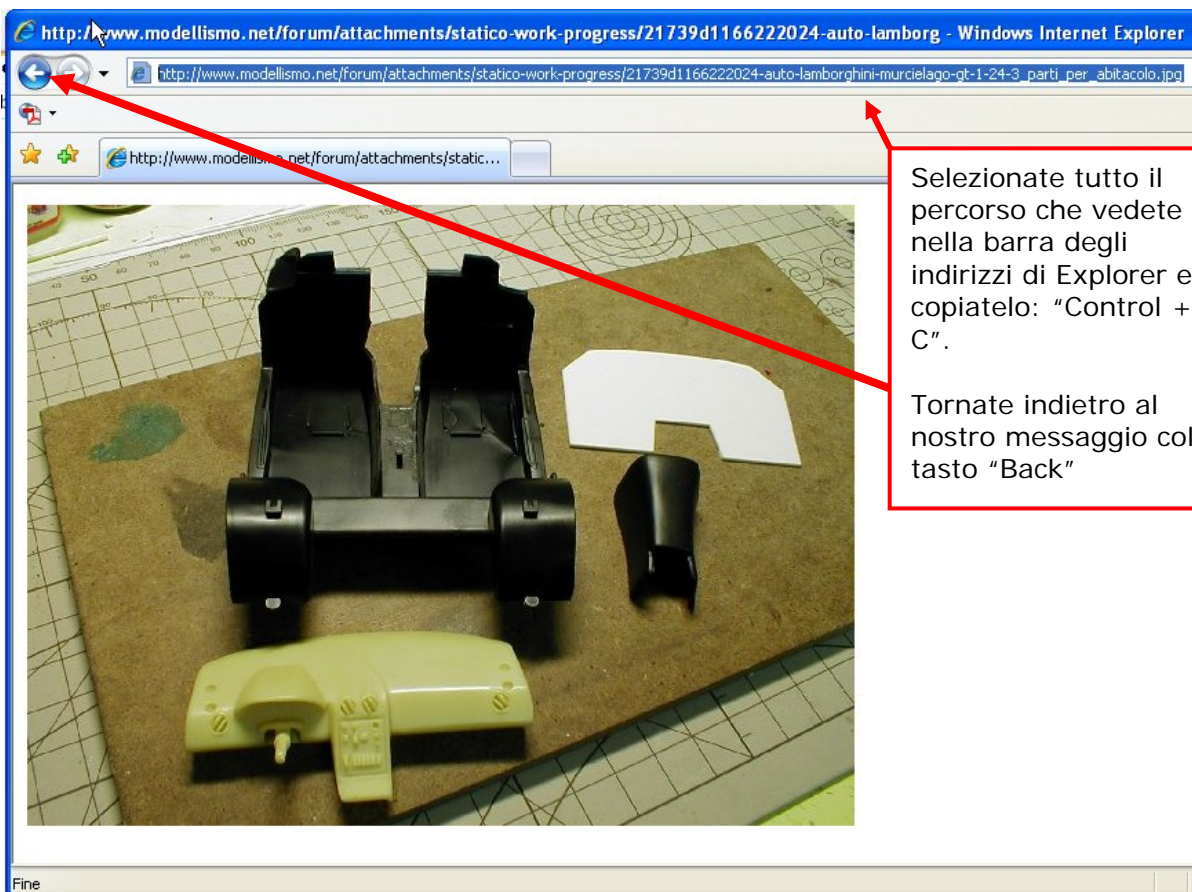 http://www.modellismo.net/forum/attachments/statico-work-progress/21739d1166222024-auto-lamborg - Windows Internet Explorer
http://www.modellismo.net/forum/attachments/statico-work-progress/21739d1166222024-auto-lamborghini-murcielago-gt-1-24-3_parti_per_abitacolo.jpg
http://www.modellismo.net/forum/attachments/static...
Selezionate tutto il
percorso che vedete
nella barra degli
indirizzi di Explorer e
copiatelo: “Control +
C”.
Tornate indietro al
nostro messaggio col
tasto “Back”
Fine